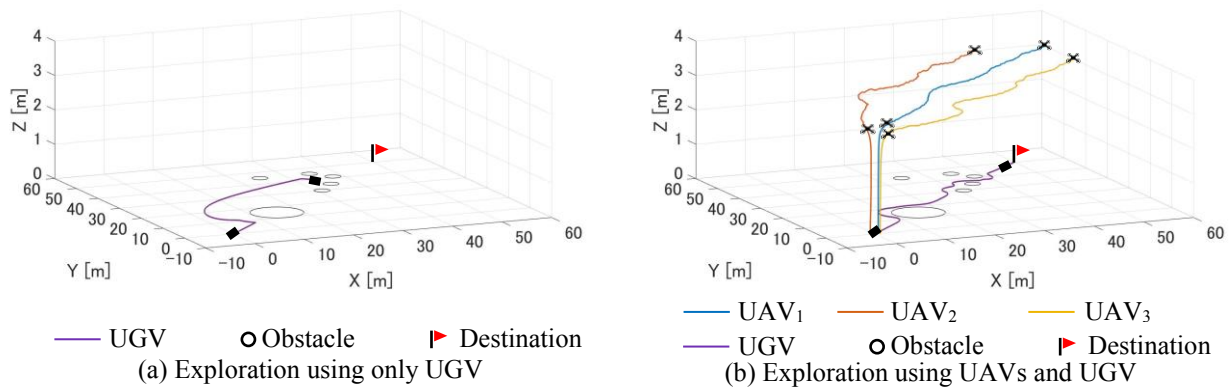 4
3
2
1
0
Z [m]
60
50
40
30
20
10
0
-10
Y [m]
-10
0
10
20
30
40
50
60
X [m]
UGV
Obstacle
Destination
(a) Exploration using only UGV
4
3
2
1
0
Z [m]
60
50
40
30
20
10
0
-10
Y [m]
-10
0
10
20
30
40
50
60
X [m]
UAV₁
UAV₂
UAV₃
UGV
Obstacle
Destination
(b) Exploration using UAVs and UGV